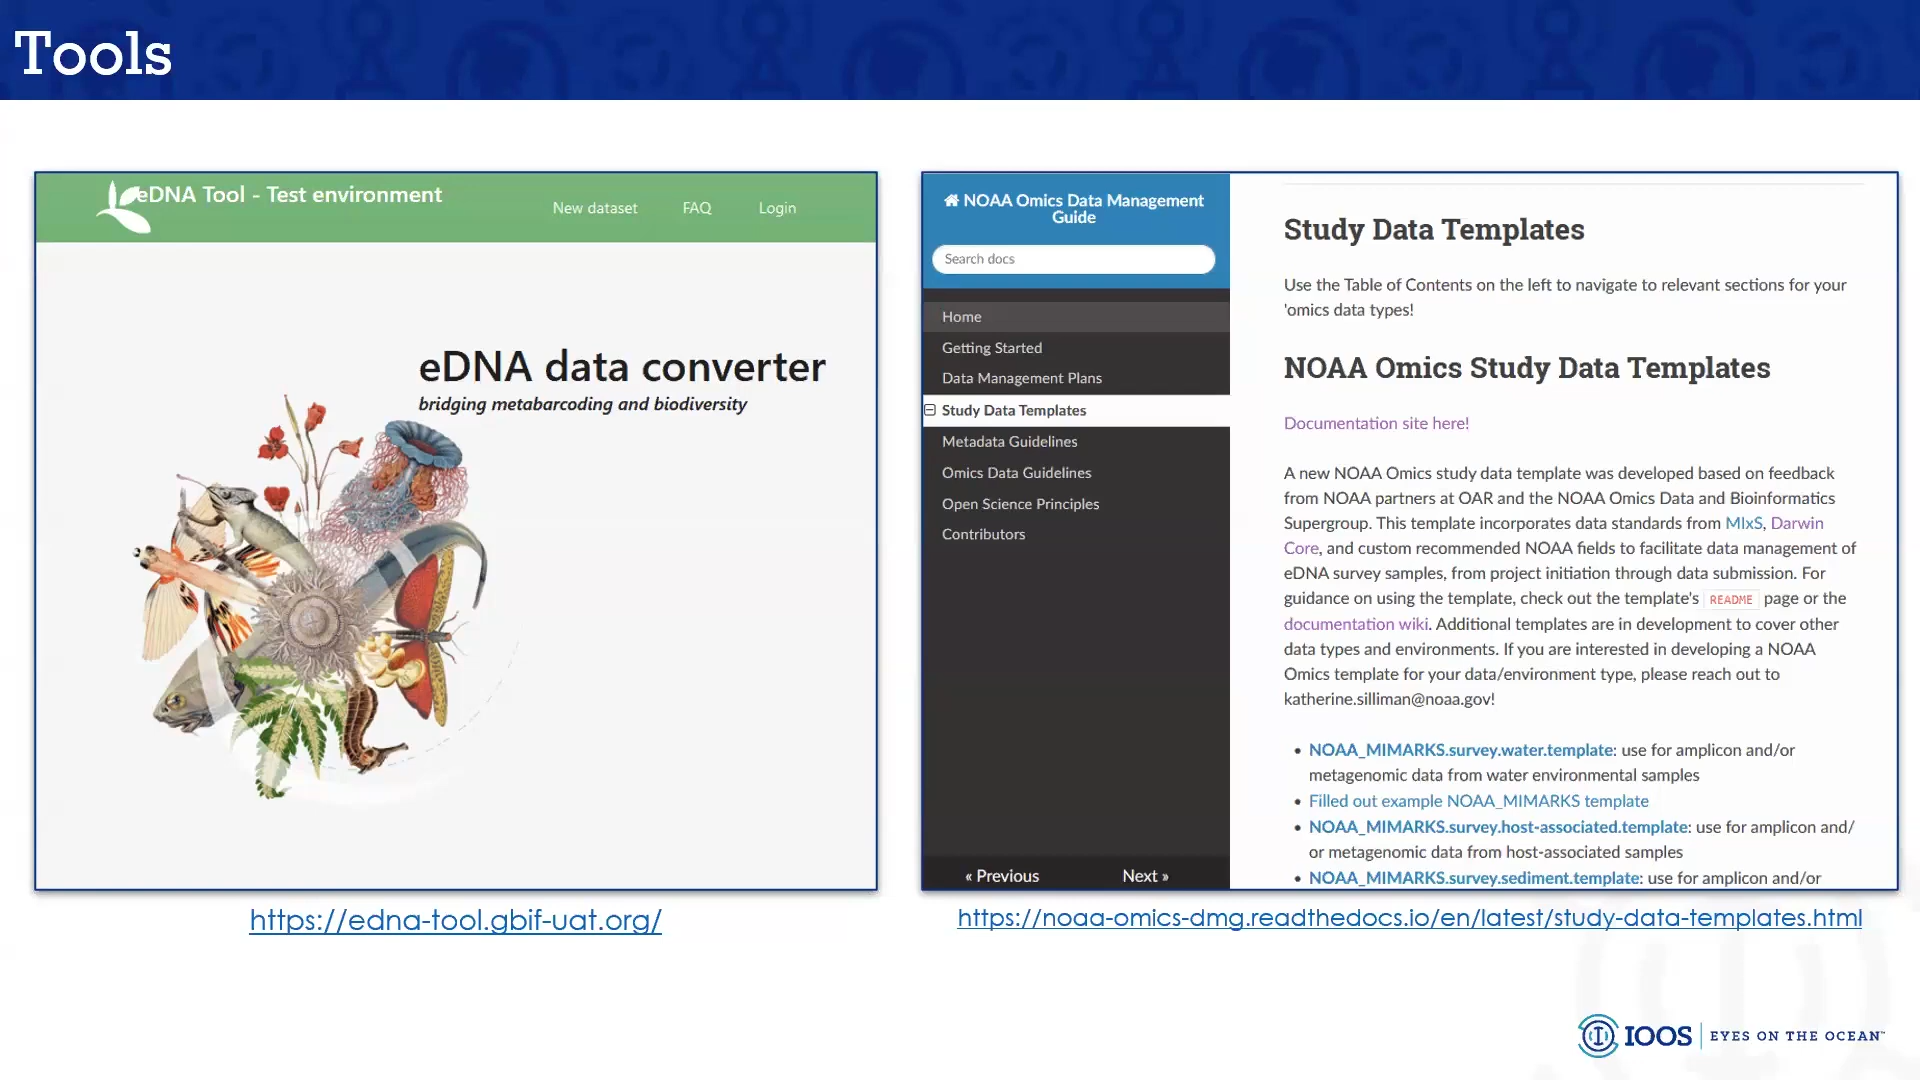 Tools
eDNA Tool - Test environment
New dataset
FAQ
Login
eDNA data converter
bridging metabarcoding and biodiversity
https://edna-tool.gbif-uat.org/
NOAA Omics Data Management
Guide
Search docs
Home
Getting Started
Data Management Plans
Study Data Templates
Metadata Guidelines
Omics Data Guidelines
Open Science Principles
Contributors
« Previous
Next »
Study Data Templates
Use the Table of Contents on the left to navigate to relevant sections for your
'omics data types!
NOAA Omics Study Data Templates
Documentation site here!
A new NOAA Omics study data template was developed based on feedback
from NOAA partners at OAR and the NOAA Omics Data and Bioinformatics
Supergroup. This template incorporates data standards from MIxS, Darwin
Core, and custom recommended NOAA fields to facilitate data management of
eDNA survey samples, from project initiation through data submission. For
guidance on using the template, check out the template's README page or the
documentation wiki. Additional templates are in development to cover other
data types and environments. If you are interested in developing a NOAA
Omics template for your data/environment type, please reach out to
katherine.silliman@noaa.gov!
• NOAA_MIMARKS.survey.water.template: use for amplicon and/or
metagenomic data from water environmental samples
• Filled out example NOAA_MIMARKS template
• NOAA_MIMARKS.survey.host-associated.template: use for amplicon and/
or metagenomic data from host-associated samples
• NOAA_MIMARKS.survey.sediment.template: use for amplicon and/or
https://noaa-omics-dmg.readthedocs.io/en/latest/study-data-templates.html
IOOS
EYES ON THE OCEAN™